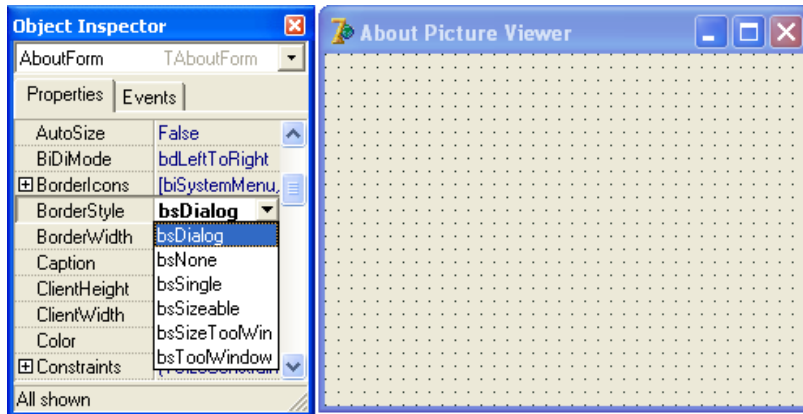 Object Inspector
AboutForm TAboutForm
Properties Events
AutoSize False
BiDiMode bdLeftToRight
BorderIcons [biSystemMenu,
BorderStyle bsDialog
BorderWidth bsDialog
Caption bsNone
ClientHeight bsSingle
ClientWidth bsSizeable
Color bsSizeToolWin
Constraints bsToolWindow
All shown
About Picture Viewer